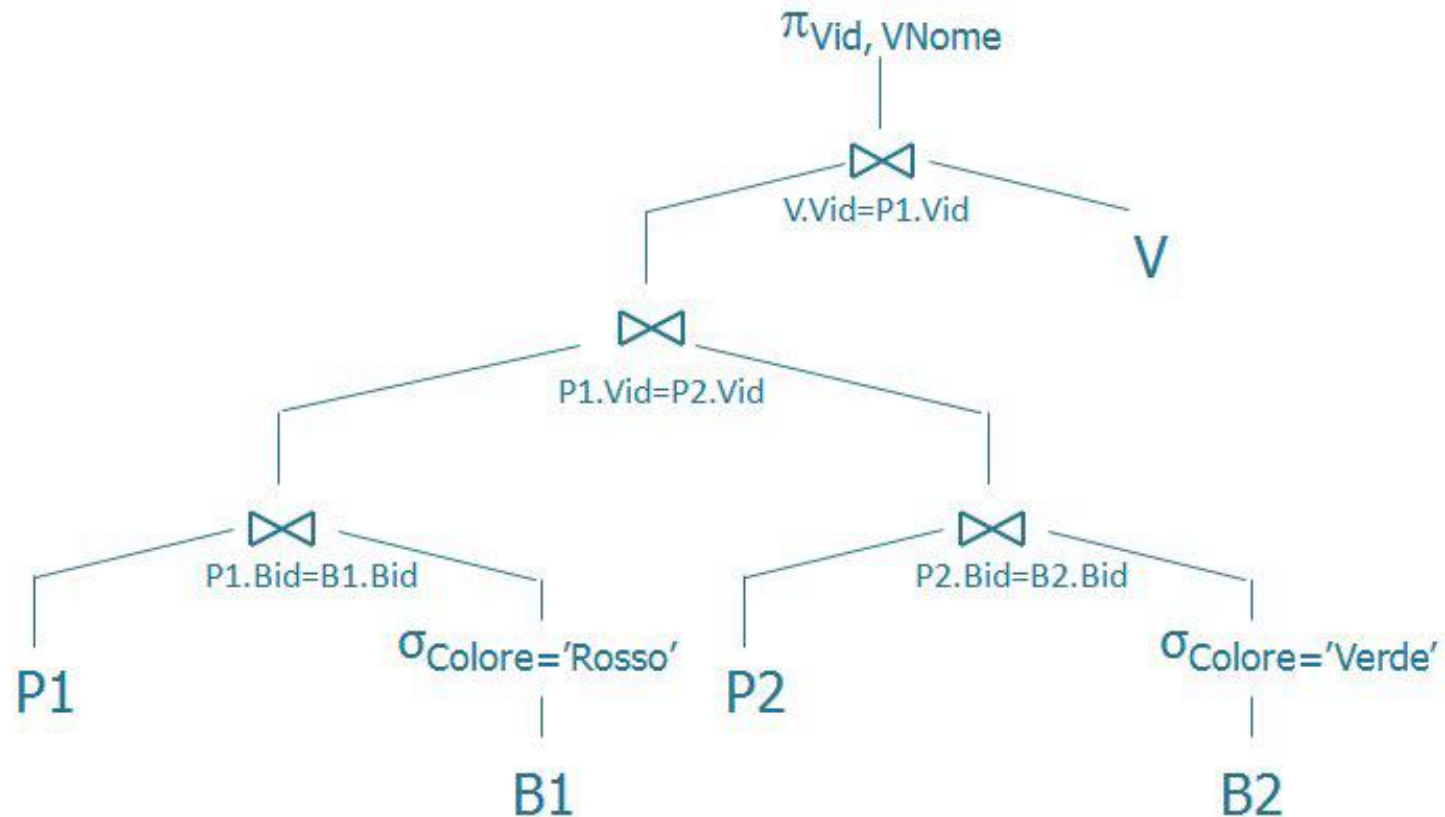 πVid, VNome
V.Vid=P1.Vid
V
P1.Vid=P2.Vid
P1.Bid=B1.Bid
P2.Bid=B2.Bid
P1
σColore=’Rosso’
P2
σColore=’Verde’
B1
B2